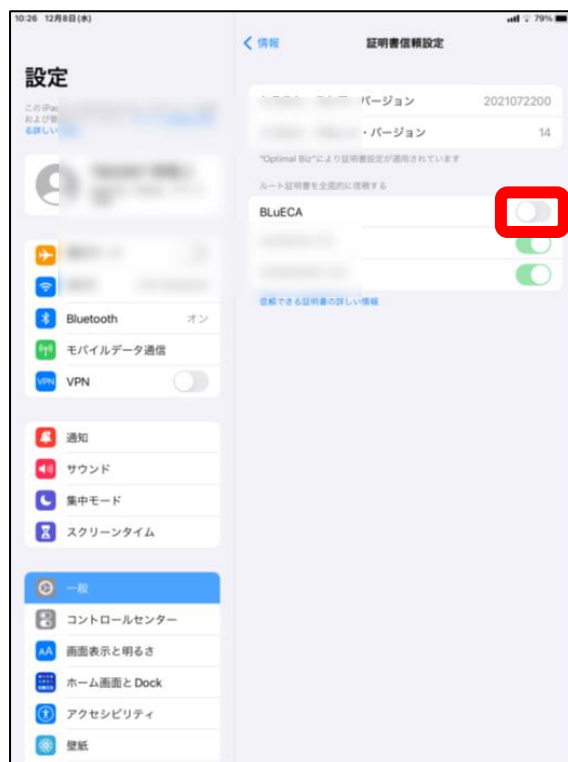 10:26 12月8日(木)
79%
設定
情報
証明書信頼設定
バージョン 2021072200
・バージョン 14
"Optimal Biz"により証明書設定が適用されています
ルート証明書を全面的に信頼する
BLuECA
信頼できる証明書の詳しい情報
Bluetooth オン
モバイルデータ通信
VPN VPN
通知
サウンド
集中モード
スクリーンタイム
一般
コントロールセンター
AA 画面表示と明るさ
ホーム画面と Dock
アクセシビリティ
壁紙